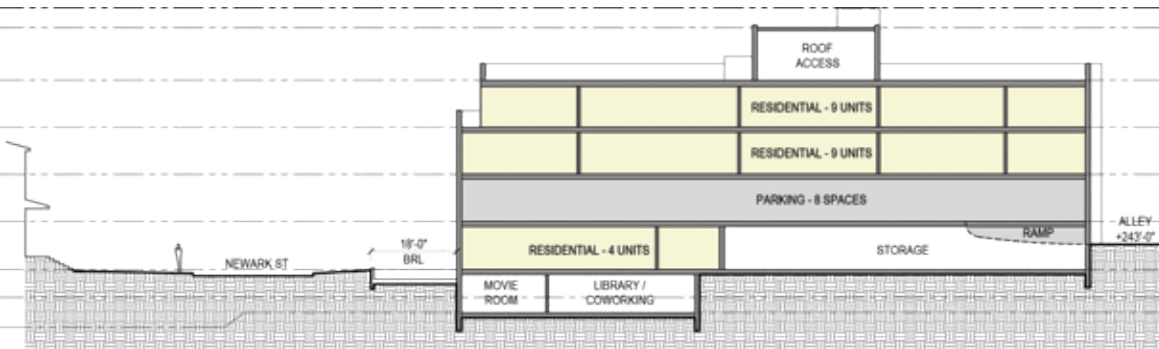 ROOF
ACCESS
RESIDENTIAL - 9 UNITS
RESIDENTIAL - 9 UNITS
PARKING - 8 SPACES
ALLEY
+243'-0"
RAMP
18'-0"
BRL
RESIDENTIAL - 4 UNITS
STORAGE
NEWARK ST
MOVIE
ROOM
LIBRARY /
COWORKING